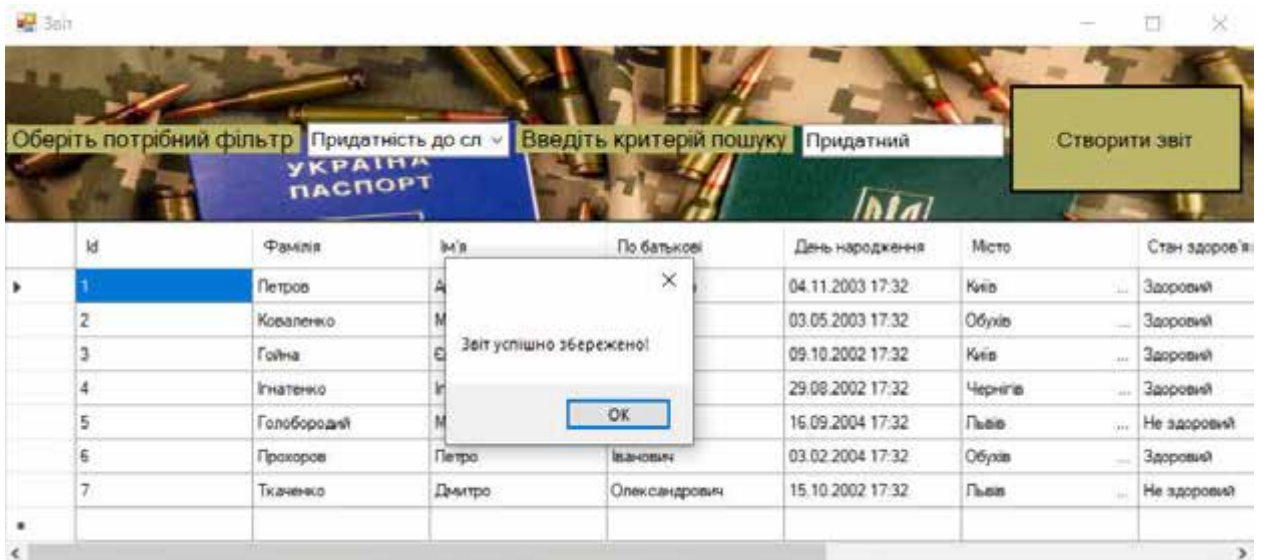 Звіт
Оберіть потрібний фільтр Придатність до сл Введіть критерій пошуку Придатний Створити звіт
УКРАЇНА
ПАСПОРТ
Id Фамілія Ім'я По батькові День народження Місто Стан здоров'я
1 Петров 04.11.2003 17:32 Київ ... Здоровий
2 Коваленко 03.05.2003 17:32 Обухів ... Здоровий
3 Гойна 09.10.2002 17:32 Київ ... Здоровий
4 Ігнатенко 29.08.2002 17:32 Чернігів ... Здоровий
5 Голобородий 16.09.2004 17:32 Львів ... Не здоровий
6 Прохоров Петро Іванович 03.02.2004 17:32 Обухів ... Здоровий
7 Ткаченко Дмитро Олександрович 15.10.2002 17:32 Львів ... Не здоровий
Звіт успішно збережено!
OK